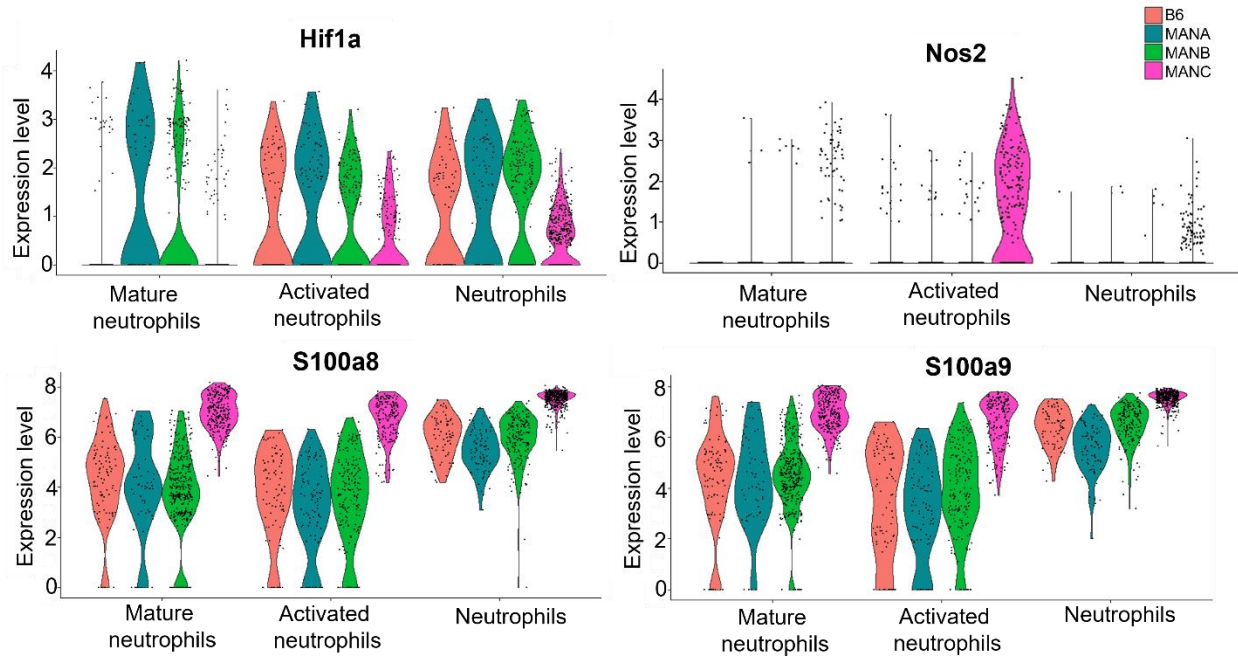 Hif1a
Expression level
4
3
2
1
0
Mature neutrophils
Activated neutrophils
Neutrophils
Nos2
B6
MANA
MANB
MANC
Expression level
4
3
2
1
0
Mature neutrophils
Activated neutrophils
Neutrophils
S100a8
Expression level
8
6
4
2
0
Mature neutrophils
Activated neutrophils
Neutrophils
S100a9
Expression level
8
6
4
2
0
Mature neutrophils
Activated neutrophils
Neutrophils